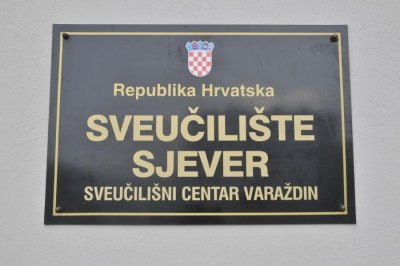 Republika Hrvatska
SVEUČILIŠTE
SJEVER
SVEUČILIŠNI CENTAR VARAŽDIN